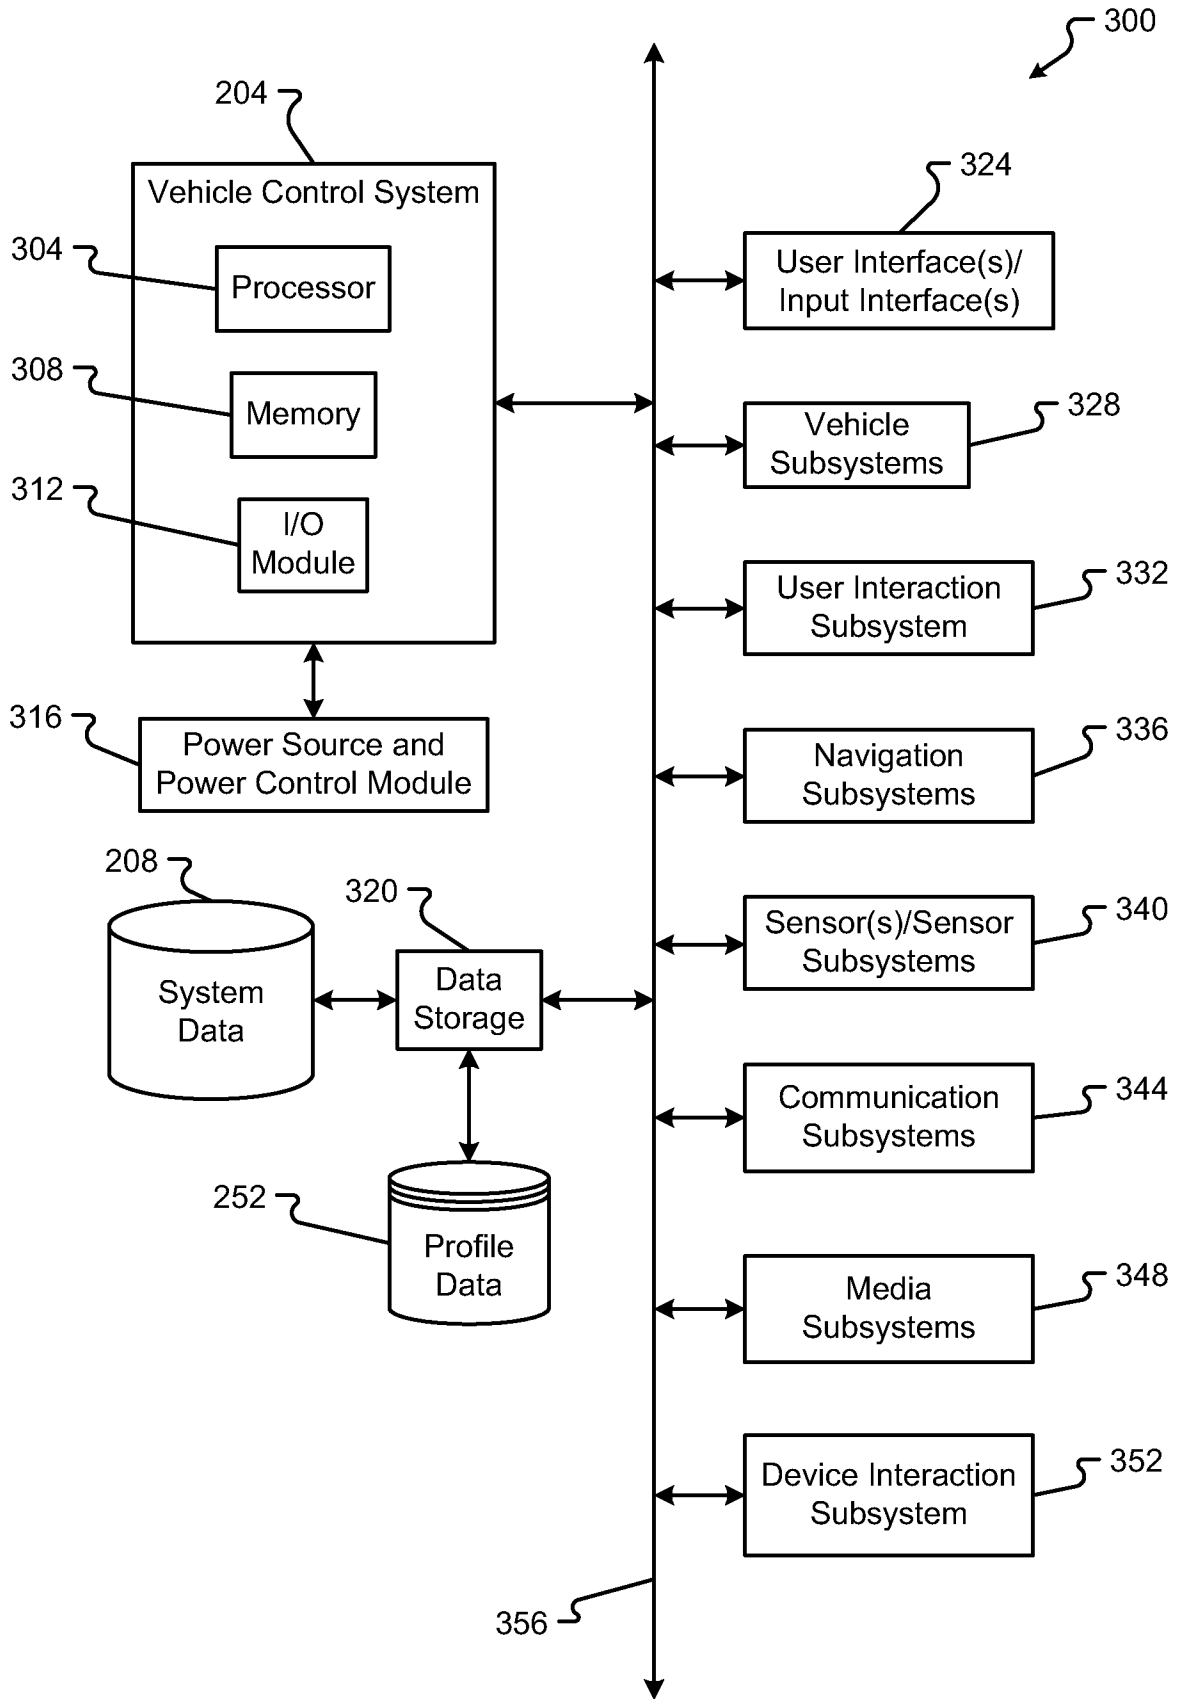 300
204
Vehicle Control System
304
Processor
308
Memory
312
I/O
Module
316
Power Source and
Power Control Module
208
System
Data
320
Data
Storage
252
Profile
Data
324
User Interface(s)/
Input Interface(s)
328
Vehicle
Subsystems
332
User Interaction
Subsystem
336
Navigation
Subsystems
340
Sensor(s)/Sensor
Subsystems
344
Communication
Subsystems
348
Media
Subsystems
352
Device Interaction
Subsystem
356